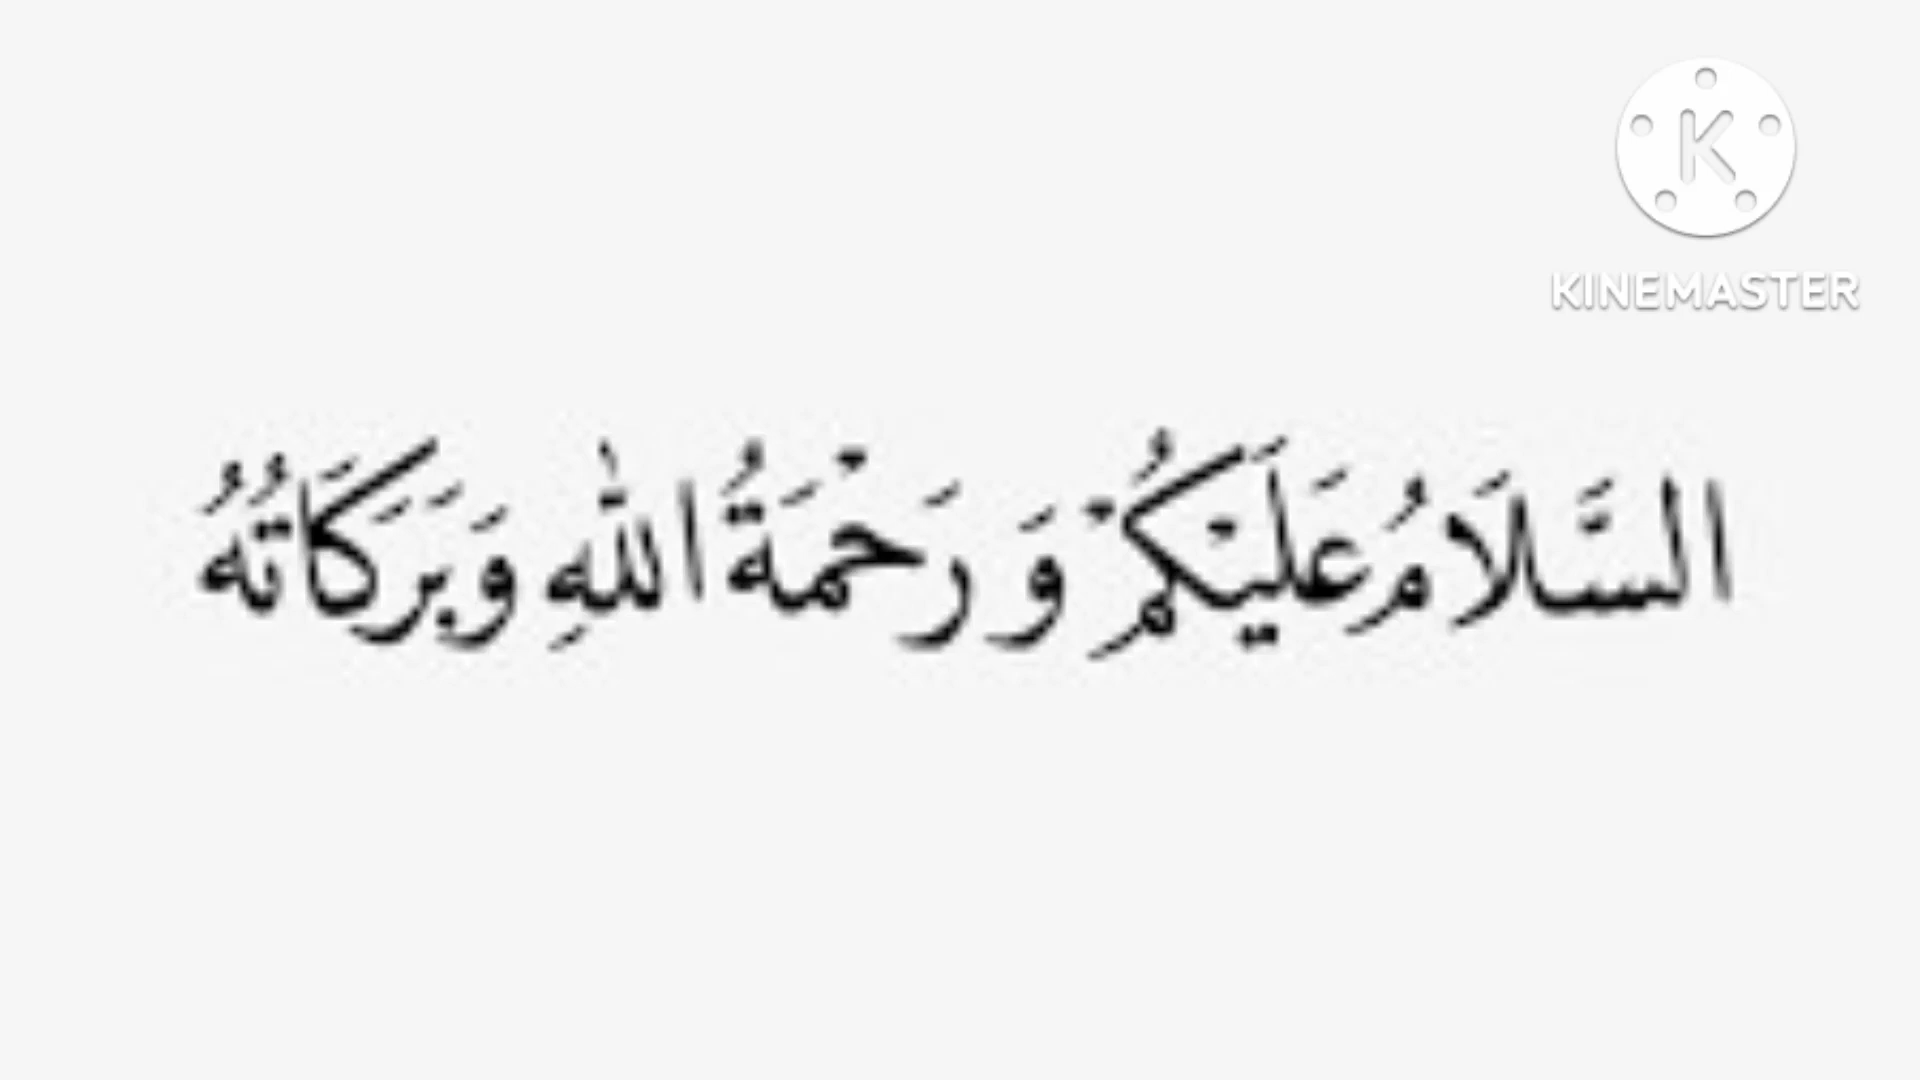 KINEMASTER
السَّلَامُ عَلَيْكُمْ وَ رَحْمَةُ اللهِ وَبَرَكَاتُهُ